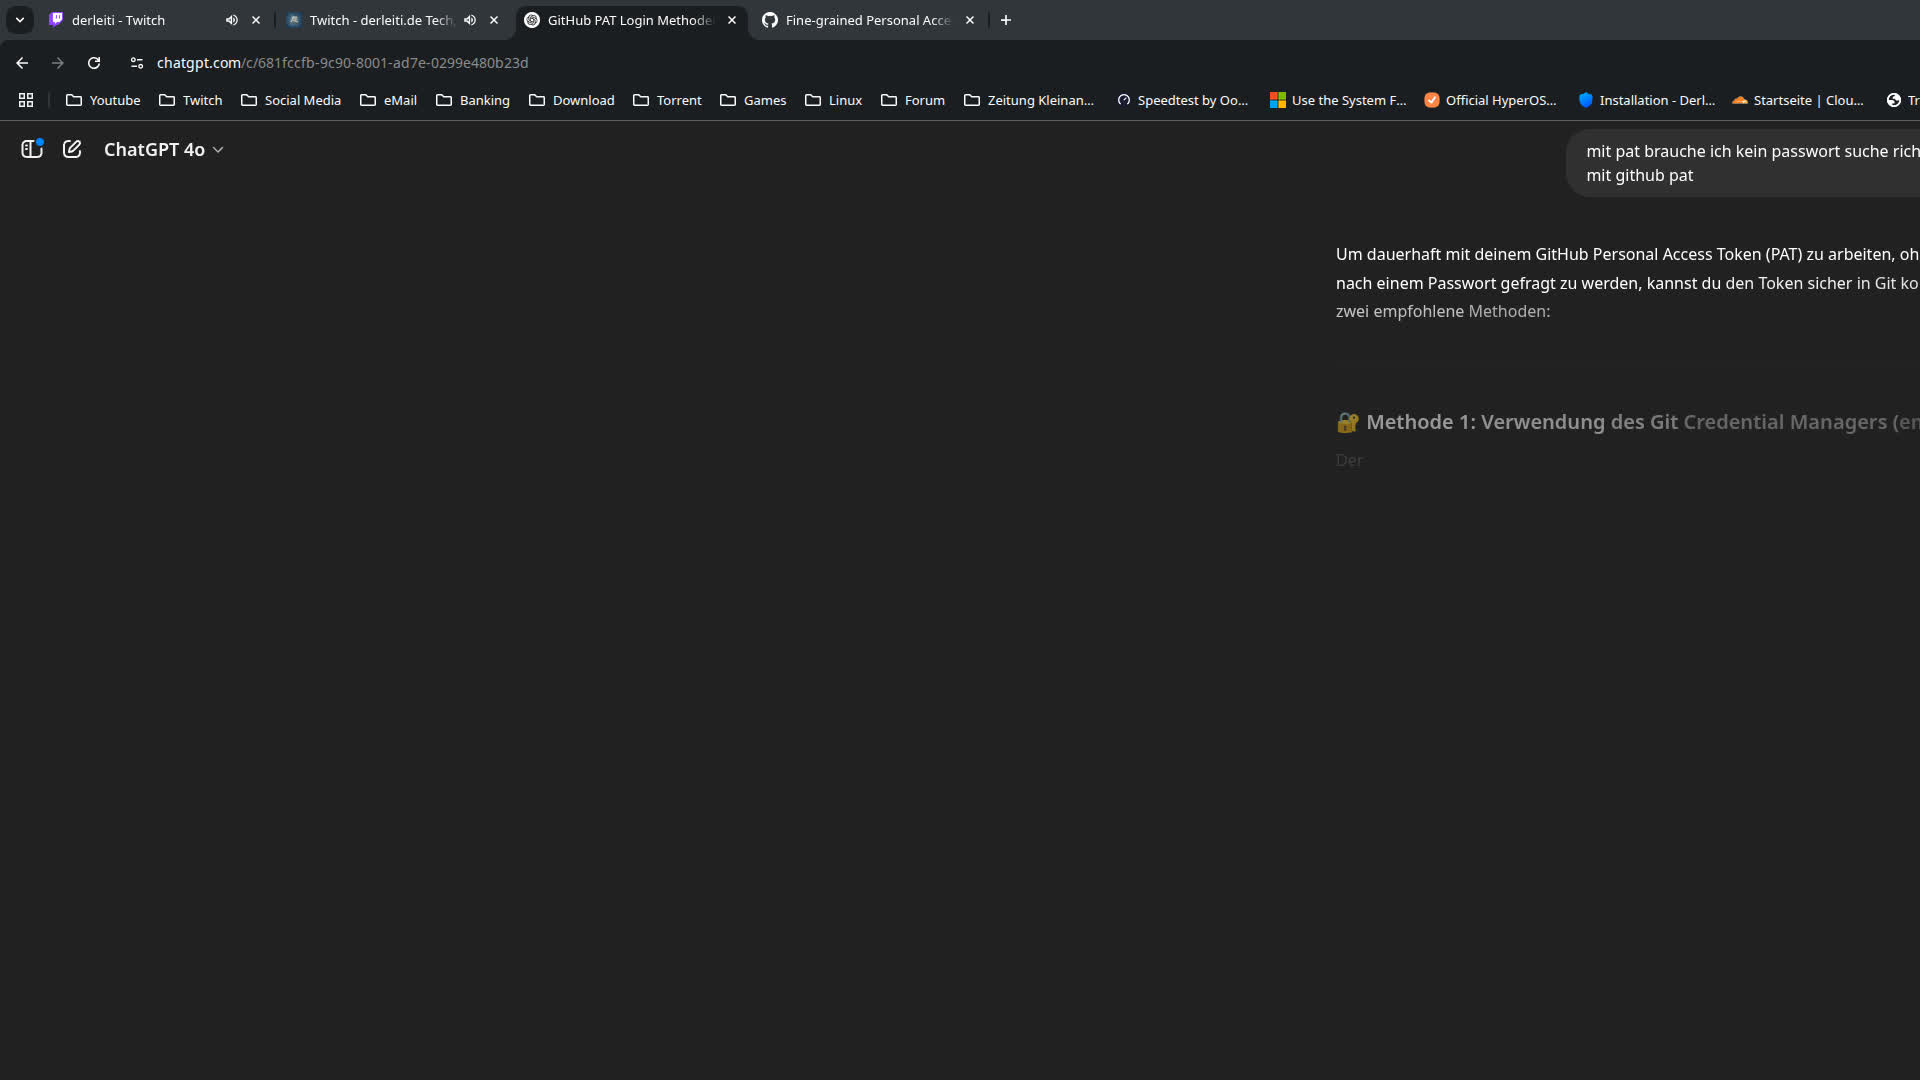 derleiti - Twitch
Twitch - derleiti.de Tech
GitHub PAT Login Methode
Fine-grained Personal Acce
chatgpt.com/c/681fccfb-9c90-8001-ad7e-0299e480b23d
Youtube
Twitch
Social Media
eMail
Banking
Download
Torrent
Games
Linux
Forum
Zeitung Kleinan...
Speedtest by Oo...
Use the System F...
Official HyperOS...
Installation - Derl...
Startseite | Clou...
Tr
ChatGPT 4o
mit pat brauche ich kein passwort suche rich
mit github pat
Um dauerhaft mit deinem GitHub Personal Access Token (PAT) zu arbeiten, oh
nach einem Passwort gefragt zu werden, kannst du den Token sicher in Git ko
zwei empfohlene Methoden:
🔐 Methode 1: Verwendung des Git Credential Managers (em
Der